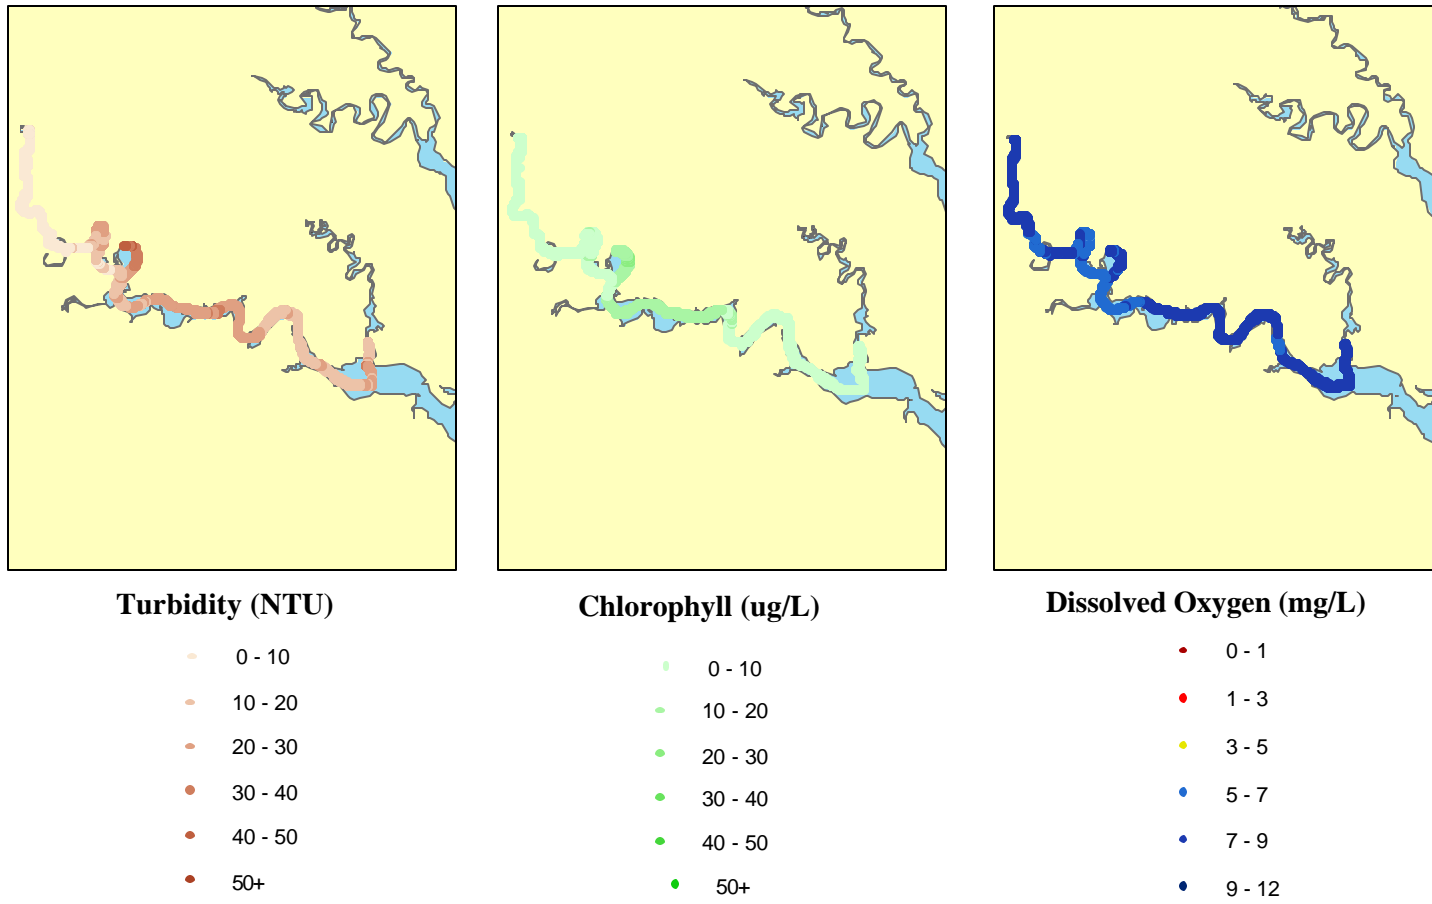 Turbidity (NTU)
0 - 10
10 - 20
20 - 30
30 - 40
40 - 50
50+
Chlorophyll (ug/L)
0 - 10
10 - 20
20 - 30
30 - 40
40 - 50
50+
Dissolved Oxygen (mg/L)
0 - 1
1 - 3
3 - 5
5 - 7
7 - 9
9 - 12